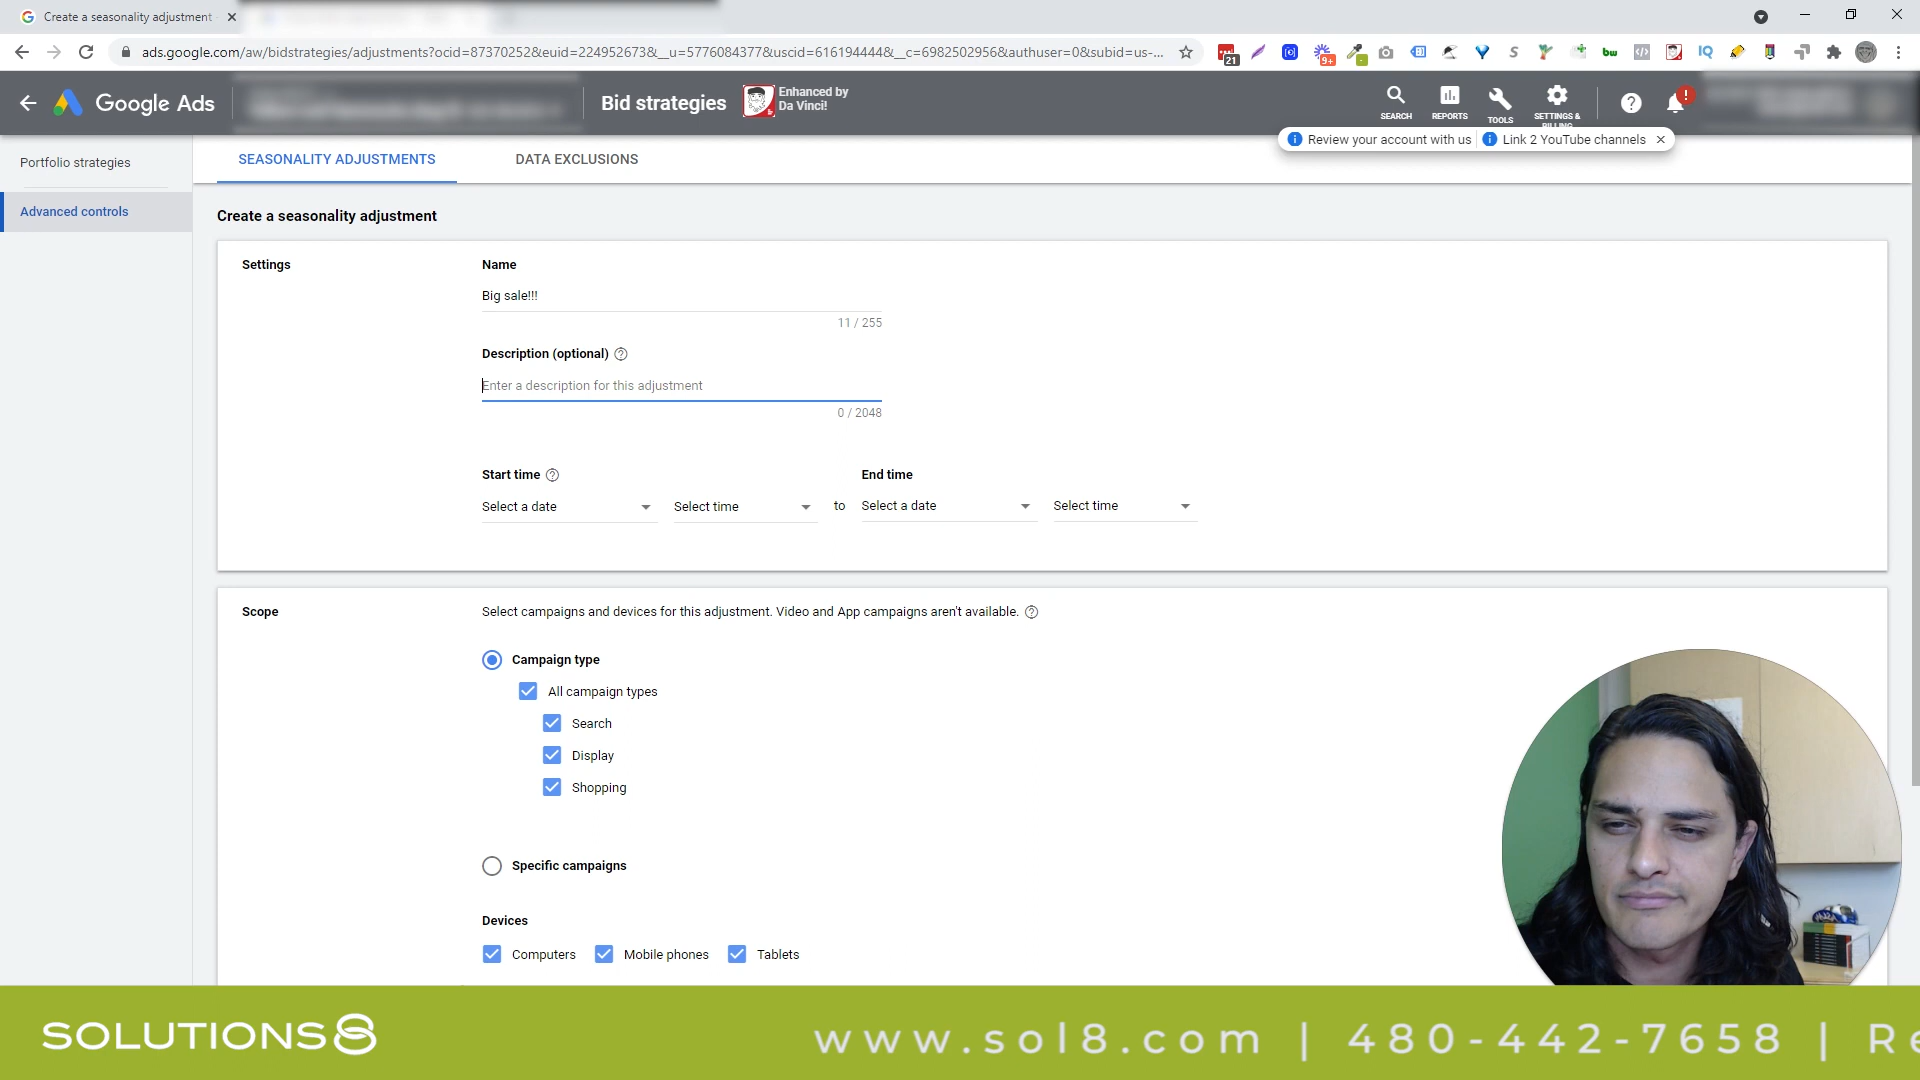 Create a seasonality adjustment
ads.google.com/aw/bidstrategies/adjustments?ocid=87370252&euid=224952673&__u=5776084377&uscid=616194444&__c=6982502956&authuser=0&subid=us-...
21
9+
bw
IQ
Google Ads
Bid strategies
Enhanced by
Da Vinci!
SEARCH
REPORTS
TOOLS
SETTINGS &
BILLING
!
Review your account with us
Link 2 YouTube channels
Portfolio strategies
Advanced controls
SEASONALITY ADJUSTMENTS
DATA EXCLUSIONS
Create a seasonality adjustment
Settings
Name
Big sale!!!
11 / 255
Description (optional)
Enter a description for this adjustment
0 / 2048
Start time
End time
Select a date
Select time
to
Select a date
Select time
Scope
Select campaigns and devices for this adjustment. Video and App campaigns aren't available.
Campaign type
All campaign types
Search
Display
Shopping
Specific campaigns
Devices
Computers
Mobile phones
Tablets
SOLUTIONS8
www.sol8.com | 480-442-7658 | Re